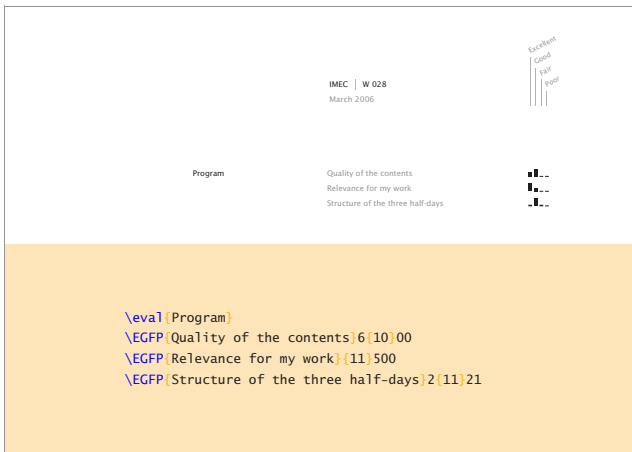 Excellent
Good
Fair
Poor
IMEC | W 028
March 2006
Program
Quality of the contents
Relevance for my work
Structure of the three half-days
\eval{Program}
\EGFP{Quality of the contents}6{10}00
\EGFP{Relevance for my work}{11}500
\EGFP{Structure of the three half-days}2{11}21